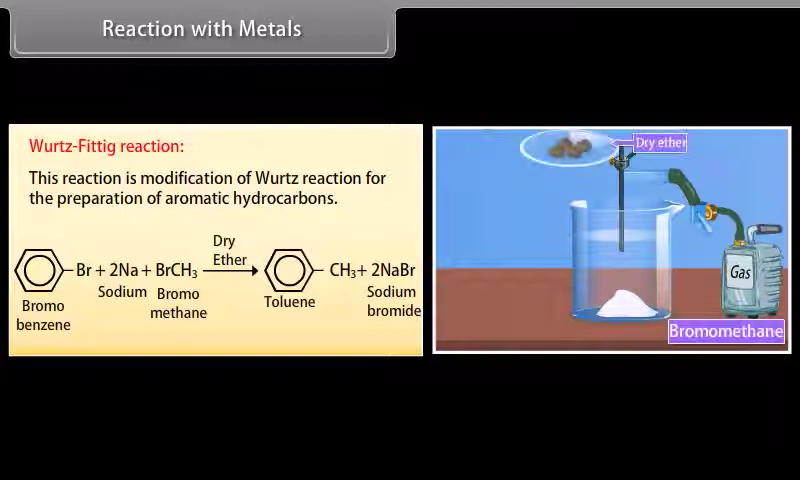 Reaction with Metals
Wurtz-Fittig reaction:
This reaction is modification of Wurtz reaction for
the preparation of aromatic hydrocarbons.
Dry
Ether
Br + 2Na + BrCH₃ → CH₃ + 2NaBr
Sodium Bromo Toluene Sodium
Bromo methane bromide
benzene
Dry ether
Gas
Bromomethane